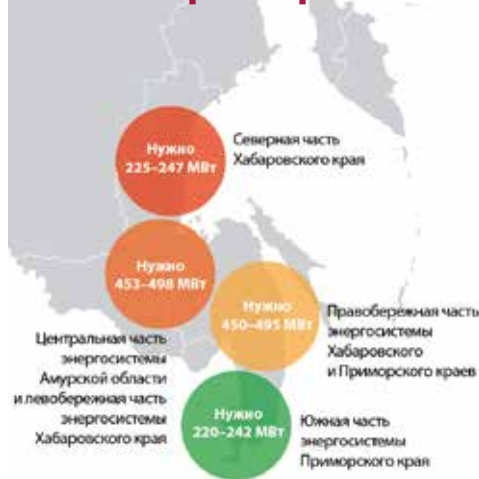 Нужно
225–247 МВт
Северная часть
Хабаровского края
Нужно
453–498 МВт
Центральная часть
энергосистемы
Амурской области
и левобережная часть
энергосистемы
Хабаровского края
Нужно
450–495 МВт
Правобережная часть
энергосистемы
Хабаровского
и Приморского краев
Нужно
220–242 МВт
Южная часть
энергосистемы
Приморского края